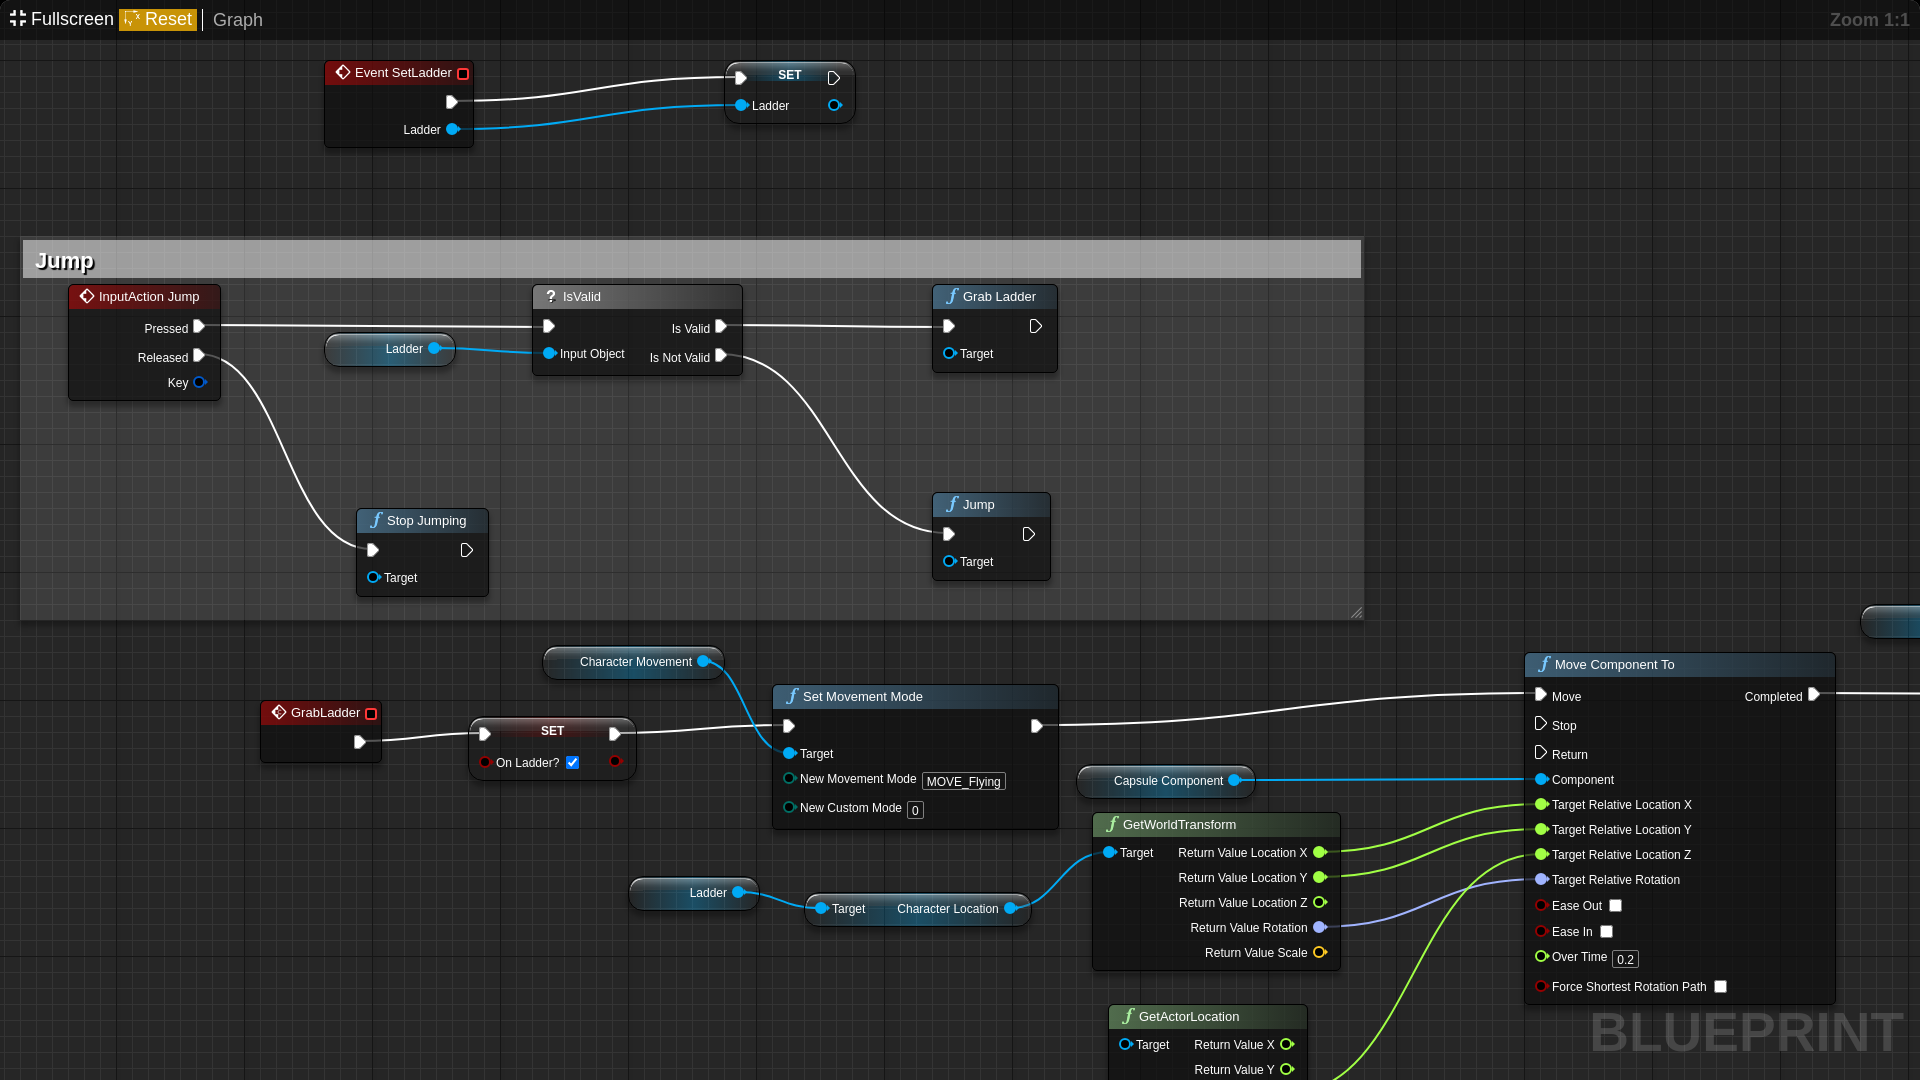 Fullscreen Reset Graph Zoom 1:1
Event SetLadder
Ladder
SET
Ladder
Jump
InputAction Jump
Pressed
Released
Key
Ladder
? IsValid
Is Valid
Input Object Is Not Valid
f Grab Ladder
Target
f Stop Jumping
Target
f Jump
Target
Character Movement
GrabLadder
SET
On Ladder?
f Set Movement Mode
Target
New Movement Mode MOVE_Flying
New Custom Mode 0
Capsule Component
Ladder
Target Character Location
f GetWorldTransform
Target Return Value Location X
Return Value Location Y
Return Value Location Z
Return Value Rotation
Return Value Scale
f GetActorLocation
Target Return Value X
Return Value Y
f Move Component To
Move Completed
Stop
Return
Component
Target Relative Location X
Target Relative Location Y
Target Relative Location Z
Target Relative Rotation
Ease Out
Ease In
Over Time 0.2
Force Shortest Rotation Path
BLUEPRINT